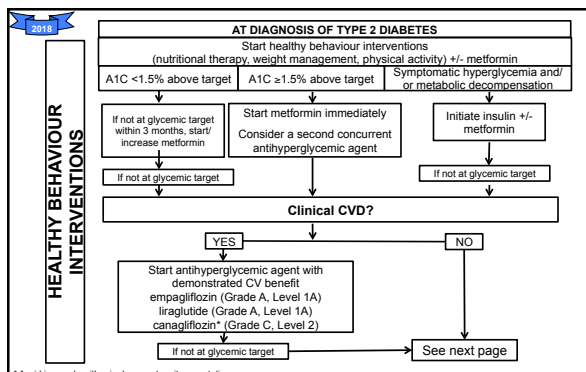 2018
AT DIAGNOSIS OF TYPE 2 DIABETES
Start healthy behaviour interventions
(nutritional therapy, weight management, physical activity) +/- metformin
A1C <1.5% above target
A1C ≥1.5% above target
Symptomatic hyperglycemia and/
or metabolic decompensation
If not at glycemic target
within 3 months, start/
increase metformin
Start metformin immediately
Consider a second concurrent
antihyperglycemic agent
Initiate insulin +/-
metformin
If not at glycemic target
If not at glycemic target
Clinical CVD?
YES
NO
Start antihyperglycemic agent with
demonstrated CV benefit
empagliflozin (Grade A, Level 1A)
liraglutide (Grade A, Level 1A)
canagliflozin* (Grade C, Level 2)
If not at glycemic target
See next page
HEALTHY BEHAVIOUR
INTERVENTIONS